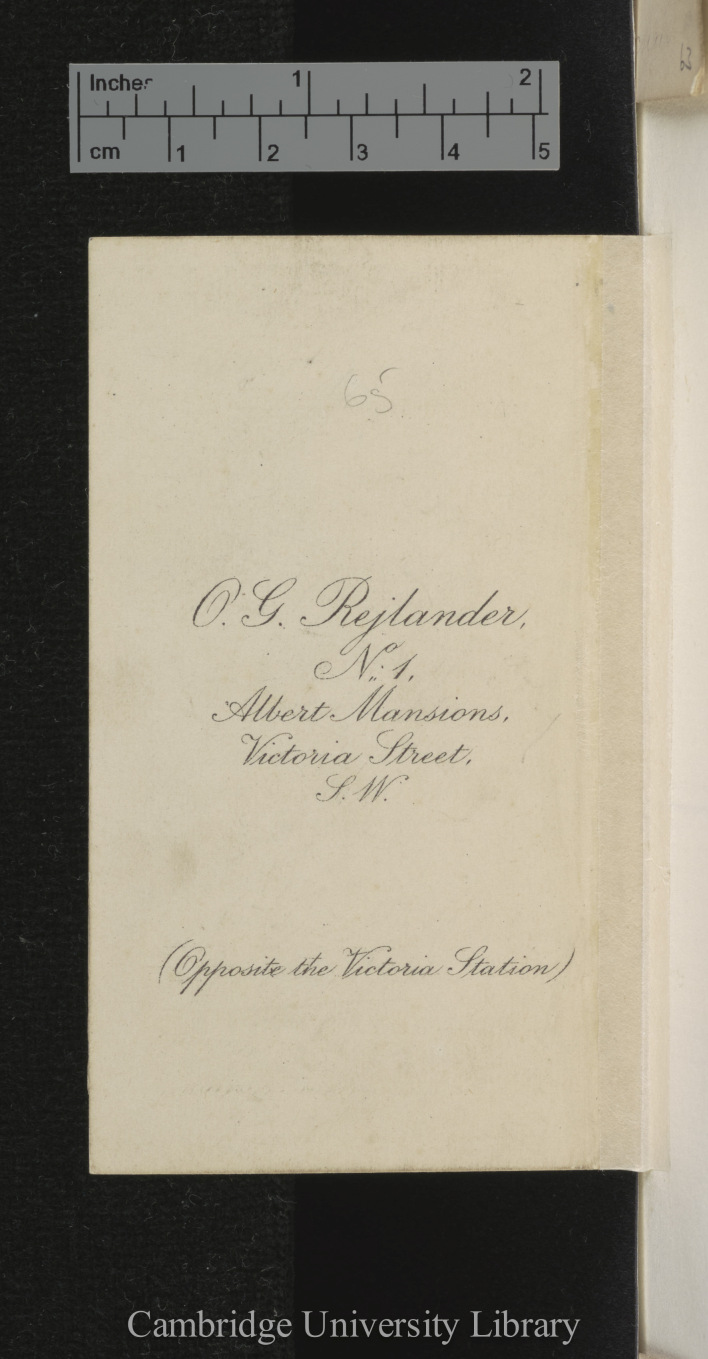 Inches 1 2
cm 1 2 3 4 5
65
O. G. Rejlander,
No. 1,
Albert Mansions,
Victoria Street,
S. W.
(Opposite the Victoria Station)
Cambridge University Library